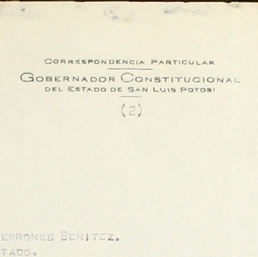 CORRESPONDENCIA PARTICULAR
GOBERNADOR CONSTITUCIONAL
DEL ESTADO DE SAN LUIS POTOSI
(2)
ERRONES BENITEZ.
TADO.